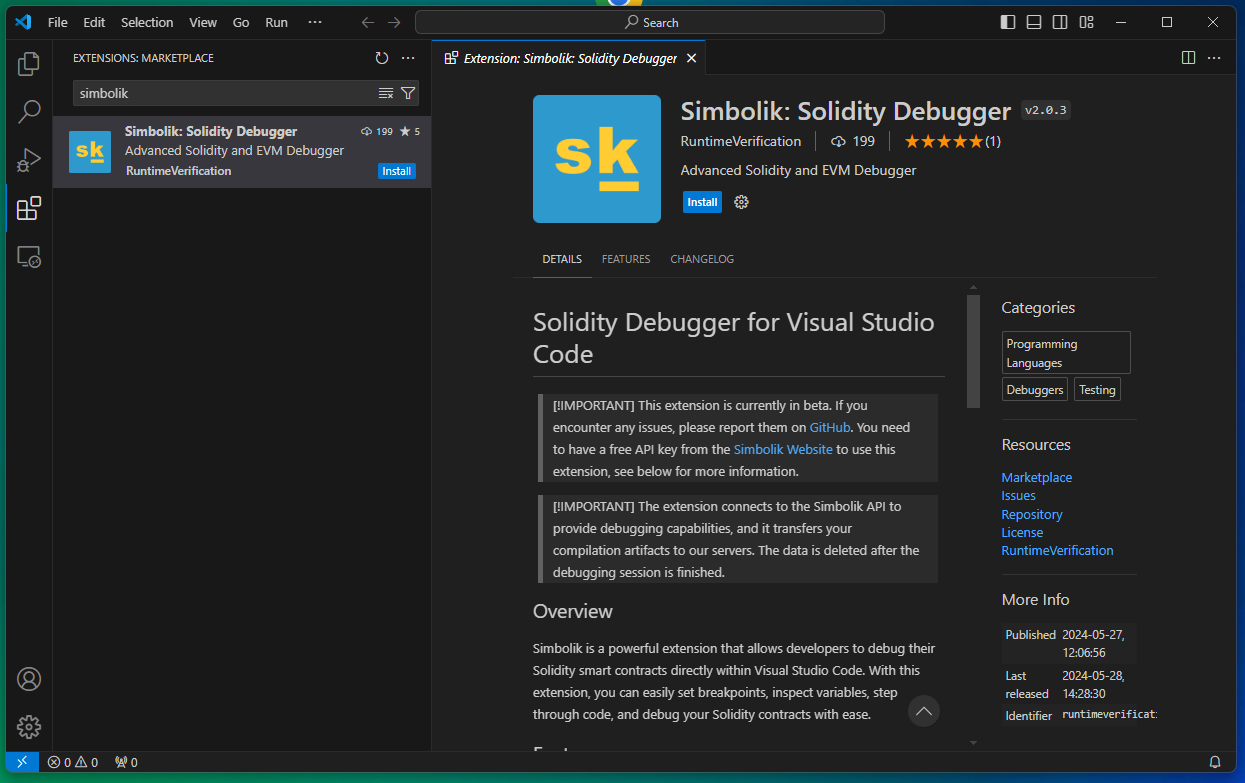 File Edit Selection View Go Run ···
Search
EXTENSIONS: MARKETPLACE
simbolik
Simbolik: Solidity Debugger 199 ★ 5
Advanced Solidity and EVM Debugger
RuntimeVerification Install
Extension: Simbolik: Solidity Debugger
sk
sk
Simbolik: Solidity Debugger v2.0.3
RuntimeVerification 199 ★★★★★(1)
Advanced Solidity and EVM Debugger
Install
DETAILS FEATURES CHANGELOG
Solidity Debugger for Visual Studio
Code
[!IMPORTANT] This extension is currently in beta. If you
encounter any issues, please report them on GitHub. You need
to have a free API key from the Simbolik Website to use this
extension, see below for more information.
[!IMPORTANT] The extension connects to the Simbolik API to
provide debugging capabilities, and it transfers your
compilation artifacts to our servers. The data is deleted after the
debugging session is finished.
Overview
Simbolik is a powerful extension that allows developers to debug their
Solidity smart contracts directly within Visual Studio Code. With this
extension, you can easily set breakpoints, inspect variables, step
through code, and debug your Solidity contracts with ease.
Categories
Programming
Languages
Debuggers Testing
Resources
Marketplace
Issues
Repository
License
RuntimeVerification
More Info
Published 2024-05-27,
12:06:56
Last 2024-05-28,
released 14:28:30
Identifier runtimeverificati
0 0 0